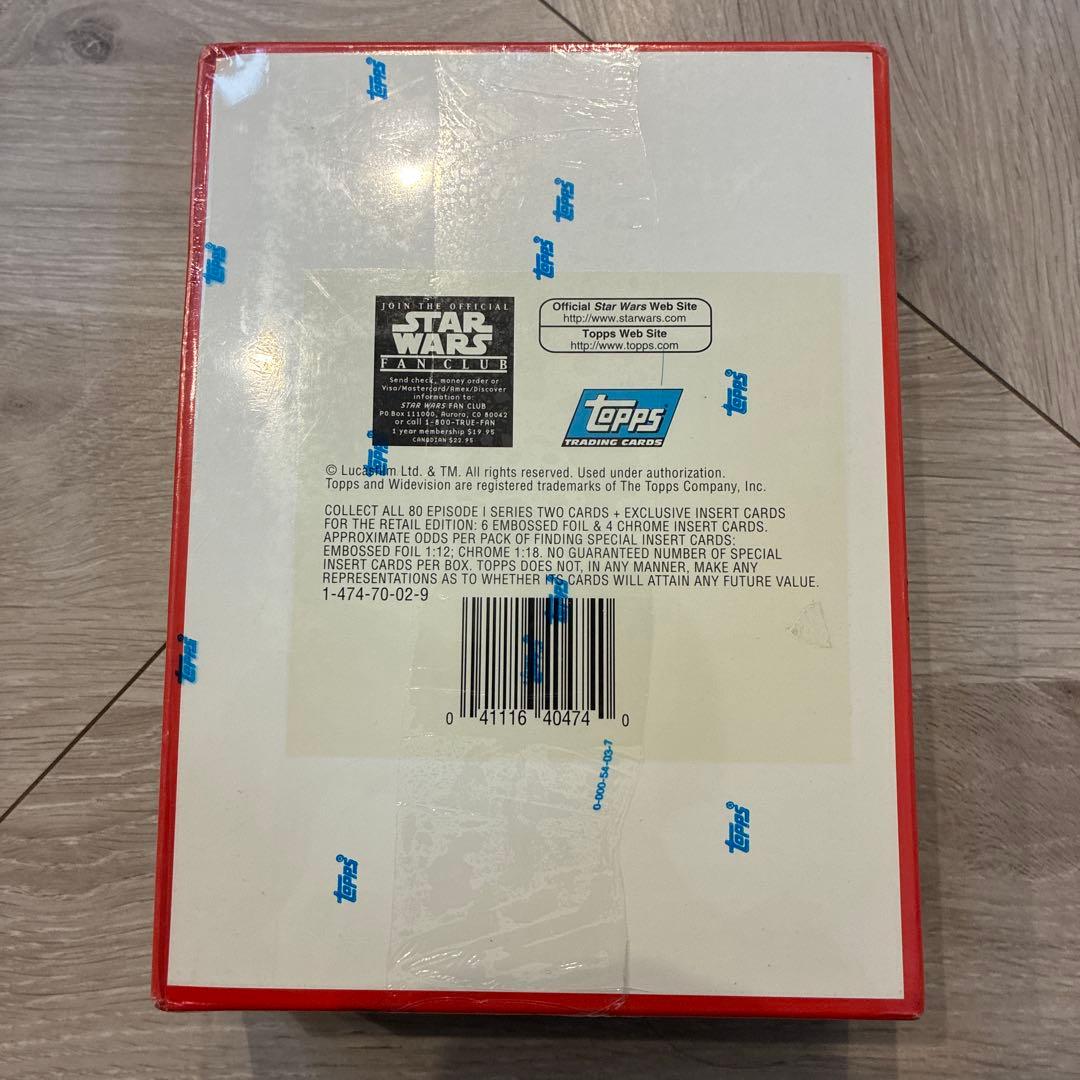 Topps®
Topps®
Topps®
Topps®
JOIN THE OFFICIAL
STAR
WARS
FAN CLUB
Send check, money order or
Visa/Mastercard/Amex/Discover
information to:
STAR WARS FAN CLUB
PO Box 111000, Aurora, CO 80042
or call 1-800-TRUE-FAN
1 year membership $19.95
CANADIAN $22.95
Official Star Wars Web Site
http://www.starwars.com
Topps Web Site
http://www.topps.com
Topps®
Topps
TRADING CARDS
Topps
© Lucasfilm Ltd. & TM. All rights reserved. Used under authorization.
Topps and Widevision are registered trademarks of The Topps Company, Inc.
COLLECT ALL 80 EPISODE I SERIES TWO CARDS + EXCLUSIVE INSERT CARDS
FOR THE RETAIL EDITION: 6 EMBOSSED FOIL & 4 CHROME INSERT CARDS.
APPROXIMATE ODDS PER PACK OF FINDING SPECIAL INSERT CARDS:
EMBOSSED FOIL 1:12; CHROME 1:18. NO GUARANTEED NUMBER OF SPECIAL
INSERT CARDS PER BOX. TOPPS DOES NOT, IN ANY MANNER, MAKE ANY
REPRESENTATIONS AS TO WHETHER ITS CARDS WILL ATTAIN ANY FUTURE VALUE.
1-474-70-02-9
Topps
Topps
Topps
0 41116 40474 0
0-000-54-03-7
Topps®
Topps®